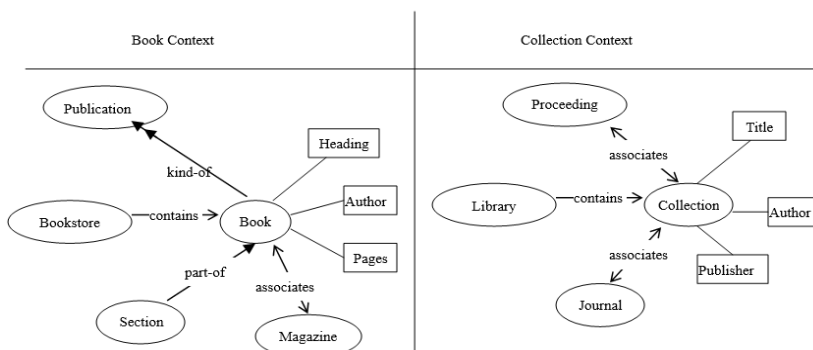 Book Context
Collection Context
Publication
Heading
kind-of
Author
Bookstore
contains
Book
Pages
part-of
associates
Section
Magazine
Proceeding
Title
associates
Library
contains
Collection
Author
associates
Publisher
Journal